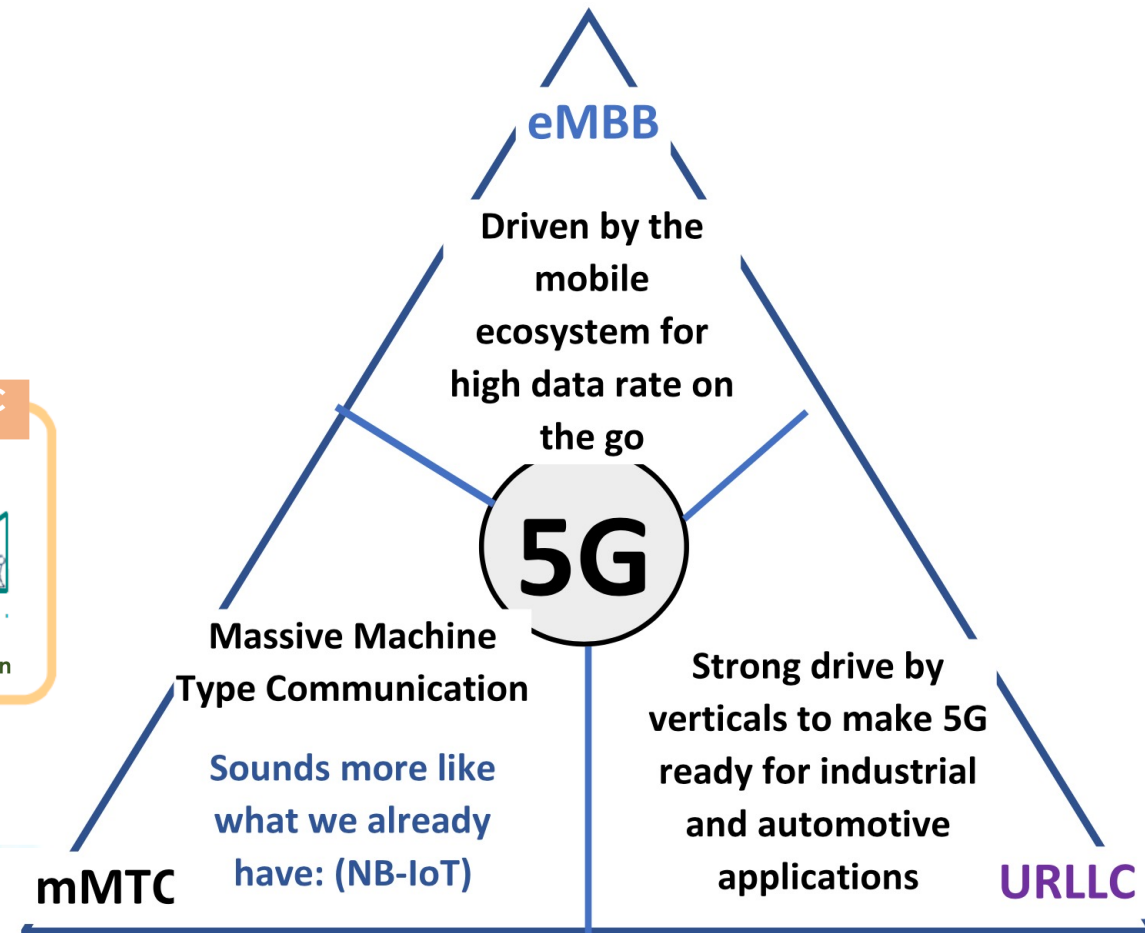 eMBB
Driven by the
mobile
ecosystem for
high data rate on
the go
5G
Massive Machine
Type Communication
Sounds more like
what we already
have: (NB-IoT)
mMTC
Strong drive by
verticals to make 5G
ready for industrial
and automotive
applications
URLLC